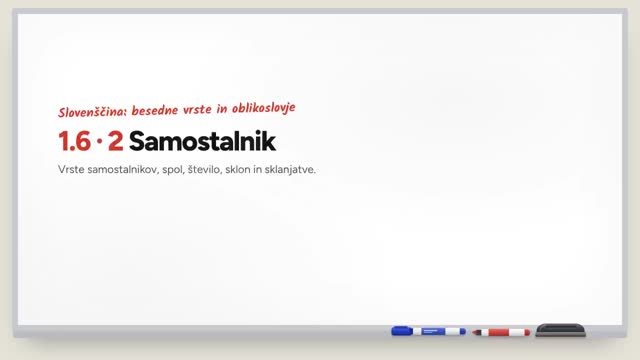 Slovenščina: besedne vrste in oblikoslovje
1.6 · 2 Samostalnik
Vrste samostalnikov, spol, število, sklon in sklanjatve.